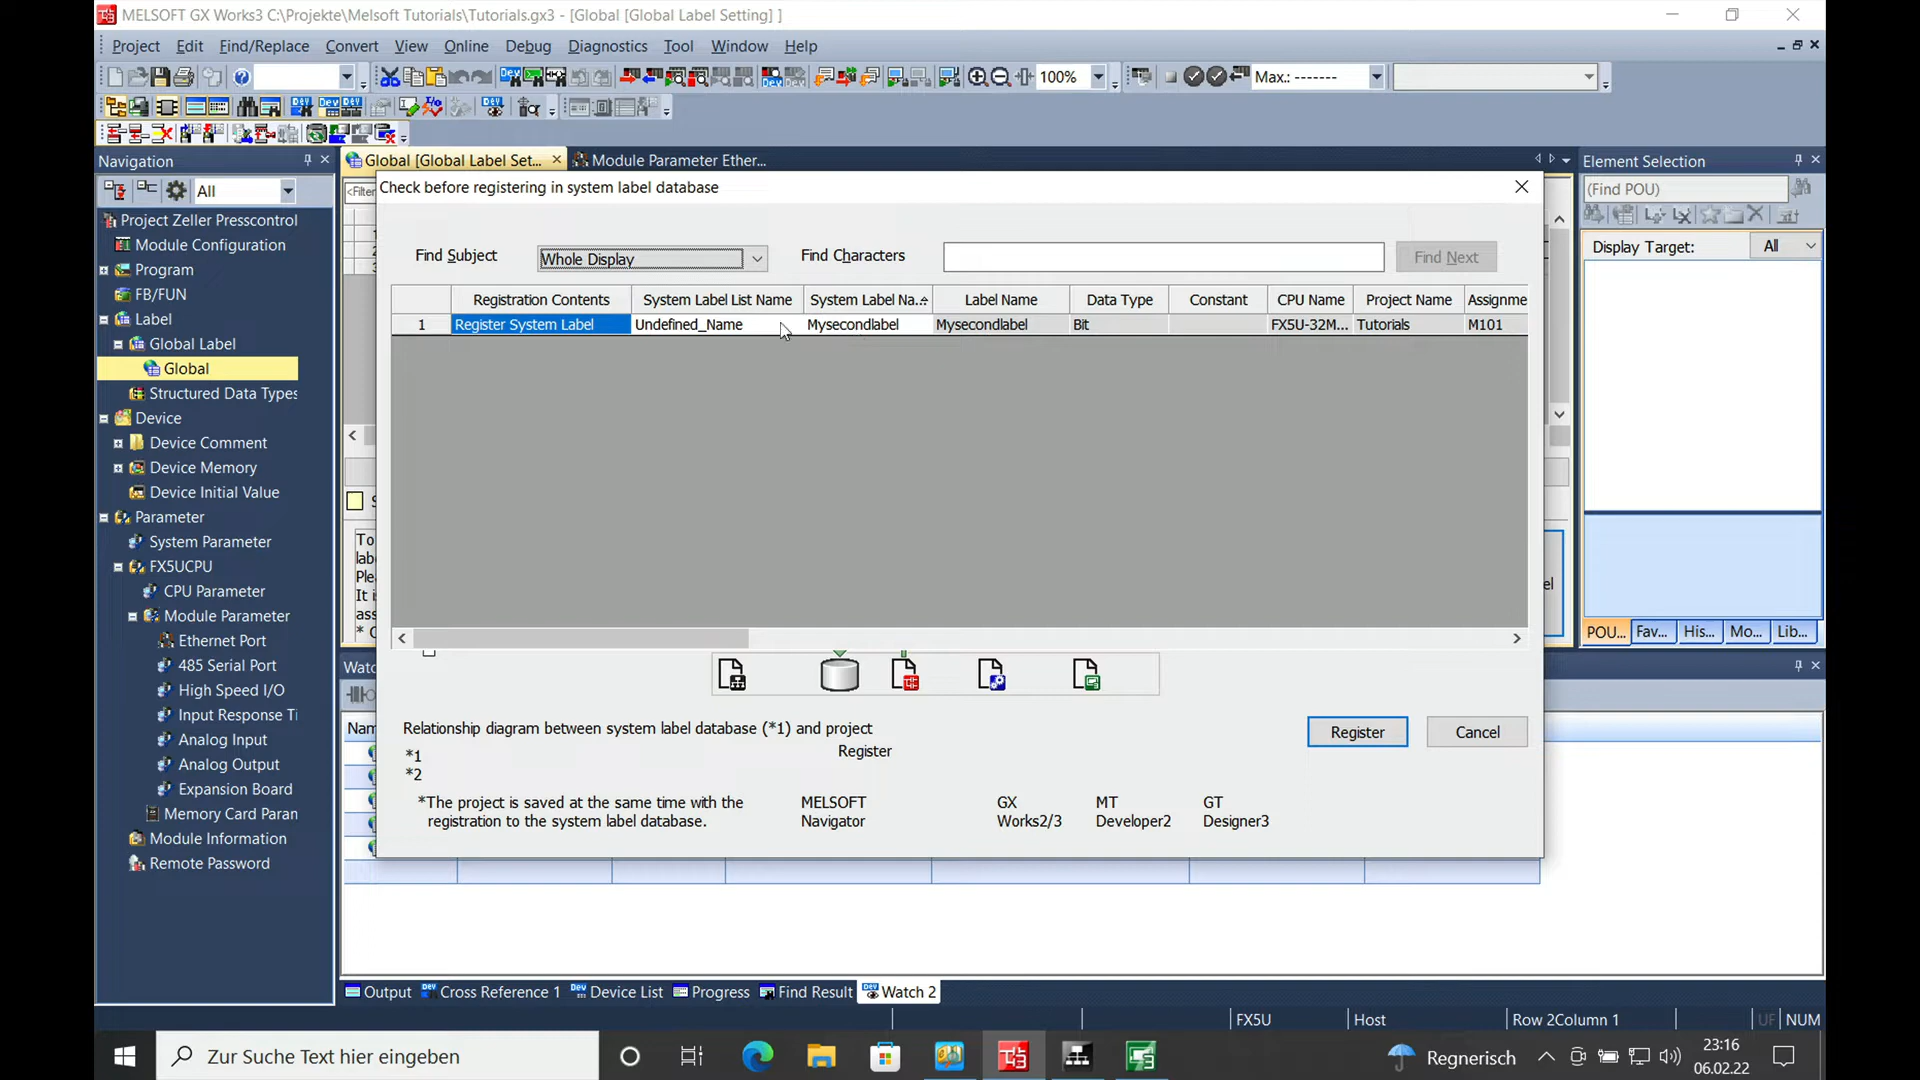 MELSOFT GX Works3 C:\Projekte\Melsoft Tutorials\Tutorials.gx3 - [Global [Global Label Setting] ]
Project Edit Find/Replace Convert View Online Debug Diagnostics Tool Window Help
100%
Max.: -------
Navigation
Global [Global Label Set...
Module Parameter Ether...
Element Selection
All
<Filter
Check before registering in system label database
(Find POU)
Display Target: All
Project Zeller Presscontrol
Module Configuration
Program
FB/FUN
Label
Global Label
Global
Structured Data Types
Device
Device Comment
Device Memory
Device Initial Value
Parameter
System Parameter
FX5UCPU
CPU Parameter
Module Parameter
Ethernet Port
485 Serial Port
High Speed I/O
Input Response Ti
Analog Input
Analog Output
Expansion Board
Memory Card Param
Module Information
Remote Password
Find Subject Whole Display Find Characters Find Next
Registration Contents System Label List Name System Label Na... Label Name Data Type Constant CPU Name Project Name Assignme
1 Register System Label Undefined_Name Mysecondlabel Mysecondlabel Bit FX5U-32M... Tutorials M101
To
lab
Ple
It i
ass
* C
el
POU... Fav... His... Mo... Lib...
Relationship diagram between system label database (*1) and project
Register
*1
*2
*The project is saved at the same time with the
registration to the system label database.
MELSOFT
Navigator
GX
Works2/3
MT
Developer2
GT
Designer3
Register Cancel
Watc
Nam
Output Cross Reference 1 Device List Progress Find Result Watch 2
FX5U Host Row 2Column 1 UF NUM
Zur Suche Text hier eingeben
Regnerisch
23:16
06.02.22